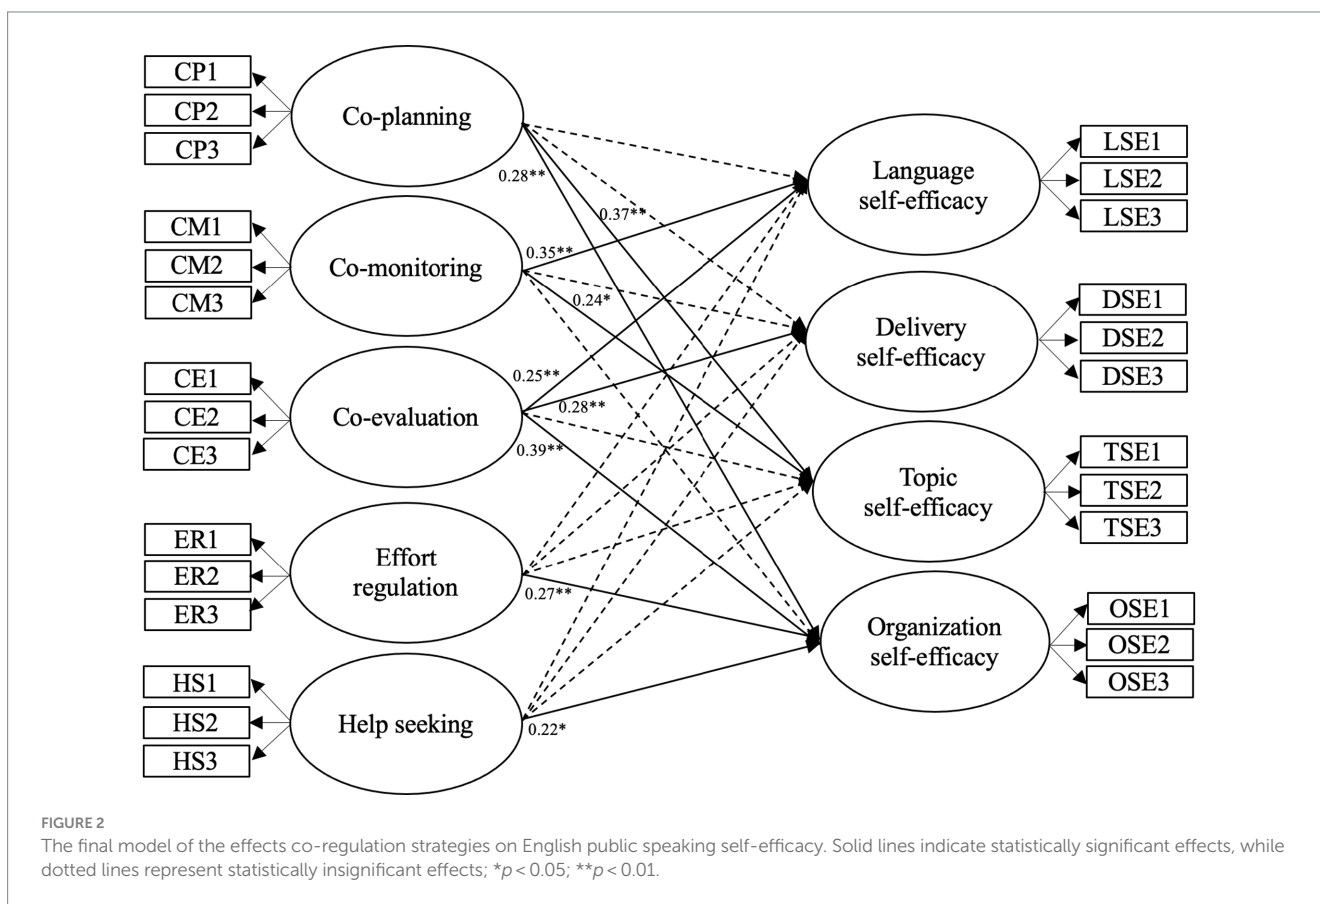 CP1
CP2
CP3
Co-planning
CM1
CM2
CM3
Co-monitoring
CE1
CE2
CE3
Co-evaluation
ER1
ER2
ER3
Effort
regulation
HS1
HS2
HS3
Help seeking
0.28**
0.37**
0.35**
0.24*
0.25**
0.28**
0.39**
0.27**
0.22*
Language
self-efficacy
LSE1
LSE2
LSE3
Delivery
self-efficacy
DSE1
DSE2
DSE3
Topic
self-efficacy
TSE1
TSE2
TSE3
Organization
self-efficacy
OSE1
OSE2
OSE3
FIGURE 2
The final model of the effects co-regulation strategies on English public speaking self-efficacy. Solid lines indicate statistically significant effects, while
dotted lines represent statistically insignificant effects; *p < 0.05; **p < 0.01.